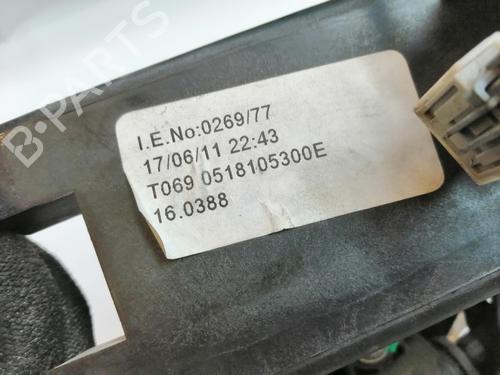 B-PARTS
I.E.No:0269/77
17/06/11 22:43
T069 0518105300E
16.0388